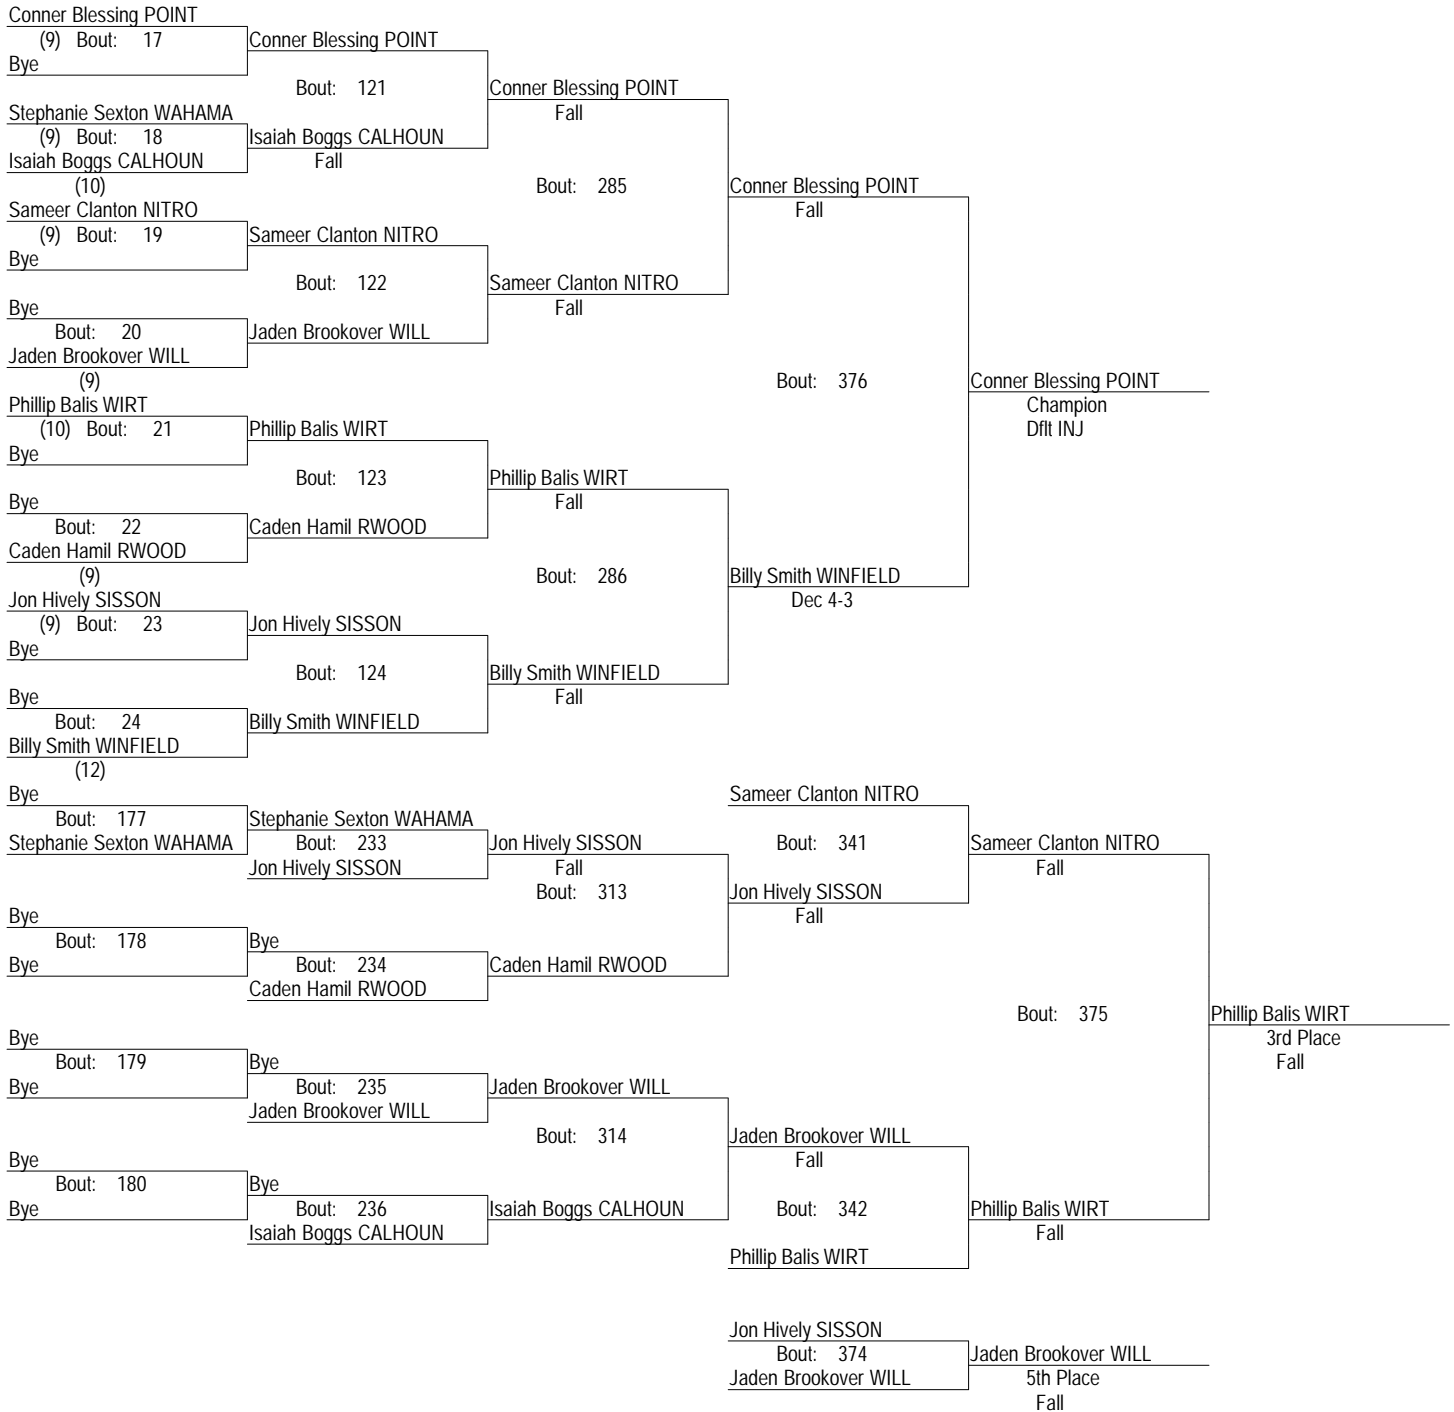 Conner Blessing POINT
(9) Bout: 17 Conner Blessing POINT
Bye
Bout: 121 Conner Blessing POINT
Stephanie Sexton WAHAMA Fall
(9) Bout: 18 Isaiah Boggs CALHOUN
Isaiah Boggs CALHOUN Fall
(10) Bout: 285 Conner Blessing POINT
Sameer Clanton NITRO Fall
(9) Bout: 19 Sameer Clanton NITRO
Bye
Bout: 122 Sameer Clanton NITRO
Bye Fall
Bout: 20 Jaden Brookover WILL
Jaden Brookover WILL
(9) Bout: 376 Conner Blessing POINT
Phillip Balis WIRT Champion
(10) Bout: 21 Phillip Balis WIRT Dflt INJ
Bye
Bout: 123 Phillip Balis WIRT
Bye Fall
Bout: 22 Caden Hamil RWOOD
Caden Hamil RWOOD
(9) Bout: 286 Billy Smith WINFIELD
Jon Hively SISSON Dec 4-3
(9) Bout: 23 Jon Hively SISSON
Bye
Bout: 124 Billy Smith WINFIELD
Bye Fall
Bout: 24 Billy Smith WINFIELD
Billy Smith WINFIELD
(12)
Bye Sameer Clanton NITRO
Bout: 177 Stephanie Sexton WAHAMA
Stephanie Sexton WAHAMA Bout: 233 Jon Hively SISSON Bout: 341 Sameer Clanton NITRO
Jon Hively SISSON Fall Fall
Bout: 313 Jon Hively SISSON
Bye Fall
Bout: 178 Bye
Bye Bout: 234 Caden Hamil RWOOD
Caden Hamil RWOOD
Bout: 375 Phillip Balis WIRT
Bye 3rd Place
Bout: 179 Bye Fall
Bye Bout: 235 Jaden Brookover WILL
Jaden Brookover WILL
Bout: 314 Jaden Brookover WILL
Bye Fall
Bout: 180 Bye
Bye Bout: 236 Isaiah Boggs CALHOUN Bout: 342 Phillip Balis WIRT
Isaiah Boggs CALHOUN Fall
Phillip Balis WIRT
Jon Hively SISSON
Bout: 374 Jaden Brookover WILL
Jaden Brookover WILL 5th Place
Fall